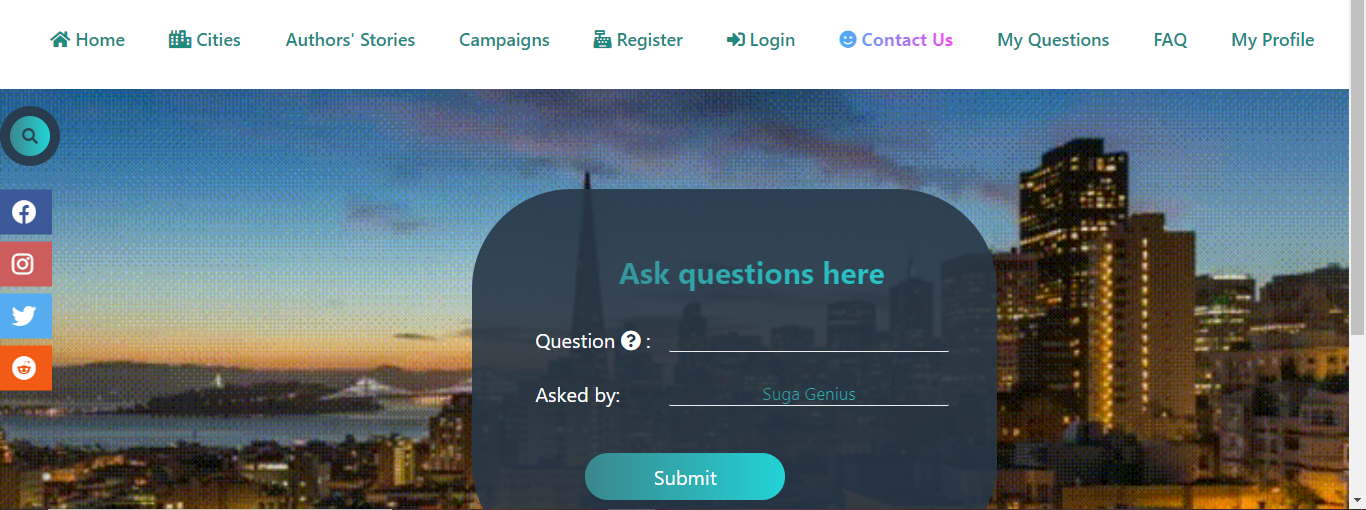 Home Cities Authors' Stories Campaigns Register Login Contact Us My Questions FAQ My Profile
Ask questions here
Question ? :
Asked by: Suga Genius
Submit